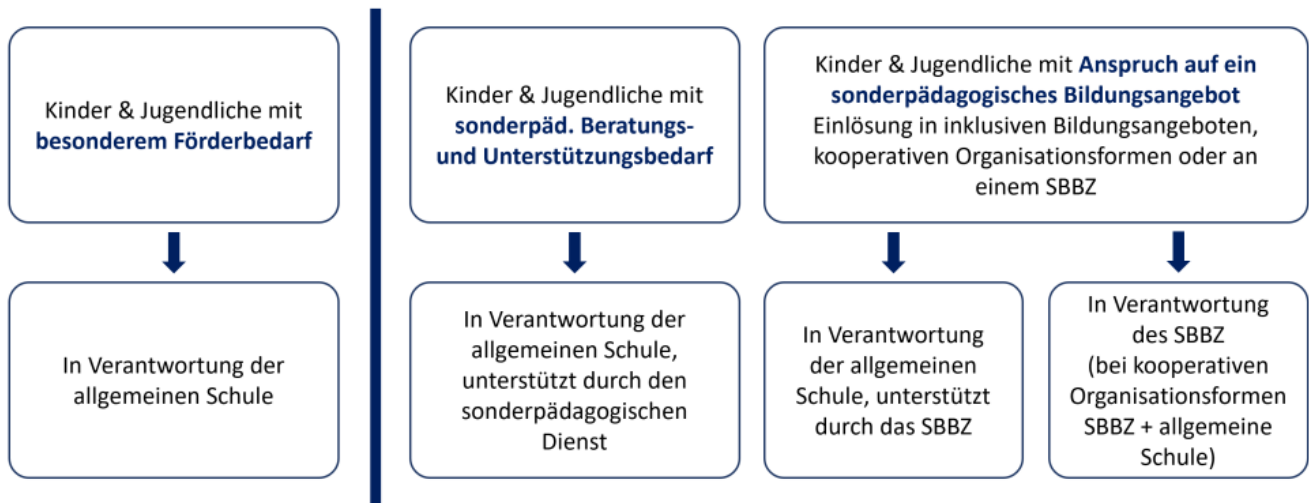 Kinder & Jugendliche mit
besonderem Förderbedarf
Kinder & Jugendliche mit
sonderpäd. Beratungs-
und Unterstützungsbedarf
Kinder & Jugendliche mit Anspruch auf ein
sonderpädagogisches Bildungsangebot
Einlösung in inklusiven Bildungsangeboten,
kooperativen Organisationsformen oder an
einem SBBZ
In Verantwortung der
allgemeinen Schule
In Verantwortung der
allgemeinen Schule,
unterstützt durch den
sonderpädagogischen
Dienst
In Verantwortung
der allgemeinen
Schule, unterstützt
durch das SBBZ
In Verantwortung
des SBBZ
(bei kooperativen
Organisationsformen
SBBZ + allgemeine
Schule)